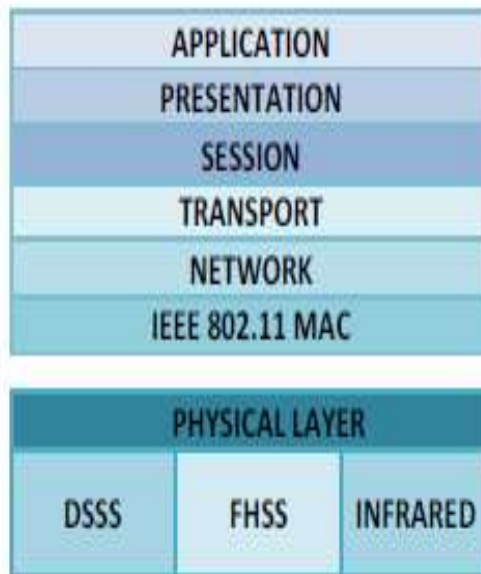 APPLICATION
PRESENTATION
SESSION
TRANSPORT
NETWORK
IEEE 802.11 MAC
PHYSICAL LAYER
DSSS FHSS INFRARED